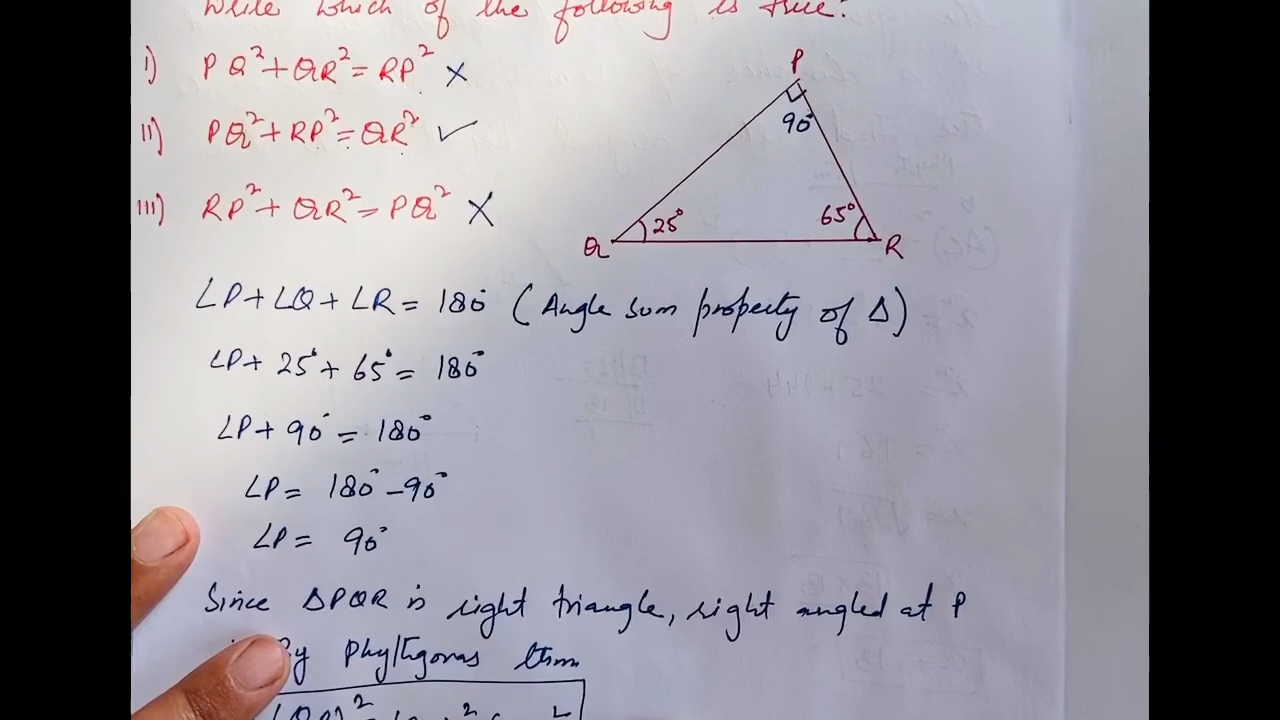 Write which of the following is true?
i) PQ²+QR²=RP² ×
ii) PQ²+RP²=QR² ✓
iii) RP²+QR²=PQ² ×
P
90°
Q 25° 65° R
∠P+∠Q+∠R=180° (Angle sum property of Δ)
∠P+25°+65°=180°
∠P+90°=180°
∠P=180°-90°
∠P=90°
Since ΔPQR is right triangle, right angled at P
By Phythgoras thm